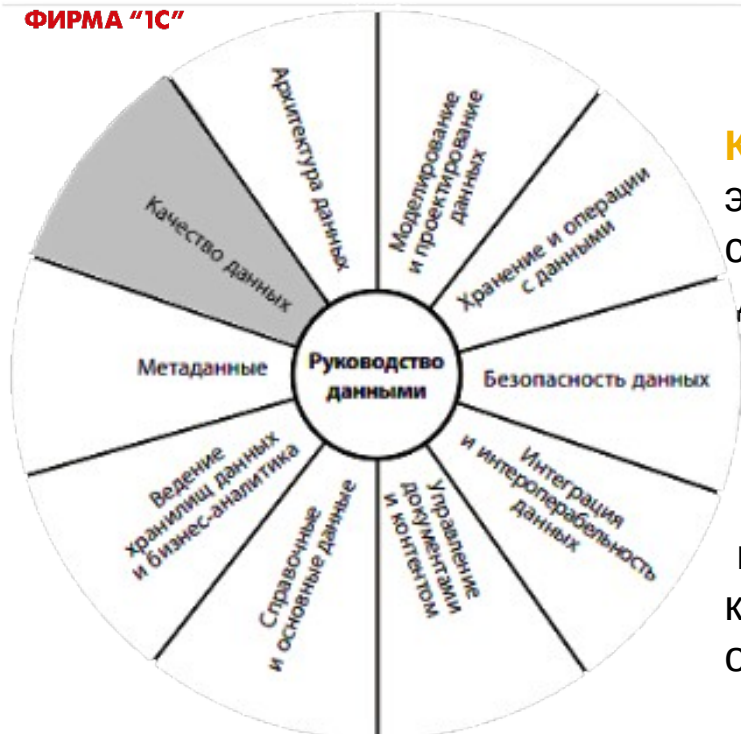 ФИРМА "1С"
Архитектура данных
Моделирование
и проектирование
данных
Хранение и операции
с данными
Безопасность данных
Интеграция
и интероперабельность
данных
Управление
документами
и контентом
Справочные
и основные данные
Ведение
хранилищ данных
и бизнес-аналитика
Метаданные
Качество данных
Руководство
данными